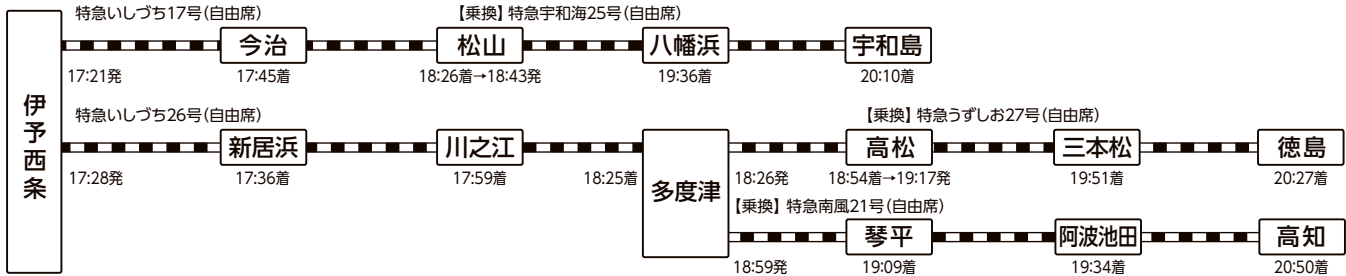 特急いしづち17号（自由席）
【乗換】特急宇和海25号（自由席）
今治
松山
八幡浜
宇和島
17:21発
17:45着
18:26着→18:43発
19:36着
20:10着
伊予西条
特急いしづち26号（自由席）
【乗換】特急うずしお27号（自由席）
新居浜
川之江
多度津
高松
三本松
徳島
17:28発
17:36着
17:59着
18:25着
18:26発
18:54着→19:17発
19:51着
20:27着
【乗換】特急南風21号（自由席）
琴平
阿波池田
高知
18:59発
19:09着
19:34着
20:50着